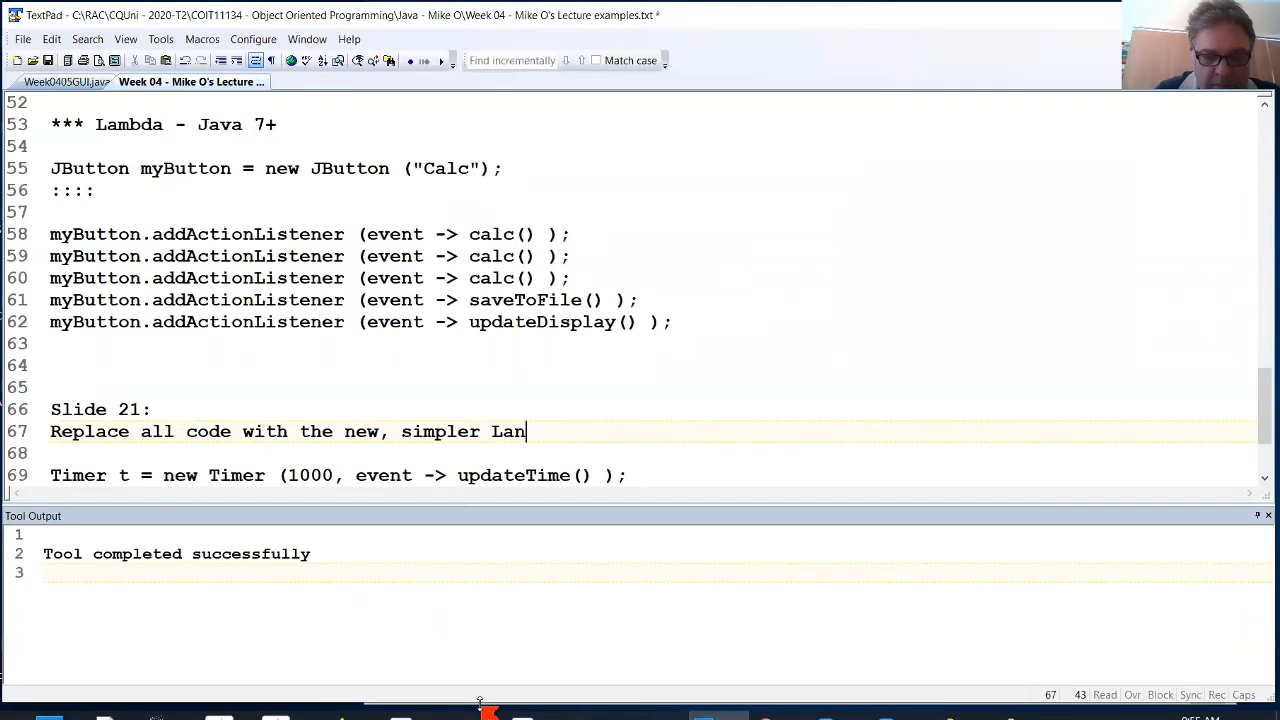 TextPad - C:\RAC\CQUni - 2020-T2\COIT11134 - Object Oriented Programming\Java - Mike O\Week 04 - Mike O's Lecture examples.txt *
File Edit Search View Tools Macros Configure Window Help
Find incrementally Match case
Week0405GUI.java Week 04 - Mike O's Lecture ...
52
53 *** Lambda - Java 7+
54
55 JButton myButton = new JButton ("Calc");
56 ::::
57
58 myButton.addActionListener (event -> calc() );
59 myButton.addActionListener (event -> calc() );
60 myButton.addActionListener (event -> calc() );
61 myButton.addActionListener (event -> saveToFile() );
62 myButton.addActionListener (event -> updateDisplay() );
63
64
65
66 Slide 21:
67 Replace all code with the new, simpler Lan
68
69 Timer t = new Timer (1000, event -> updateTime() );
Tool Output
1
2 Tool completed successfully
3
67 43 Read Ovr Block Sync Rec Caps